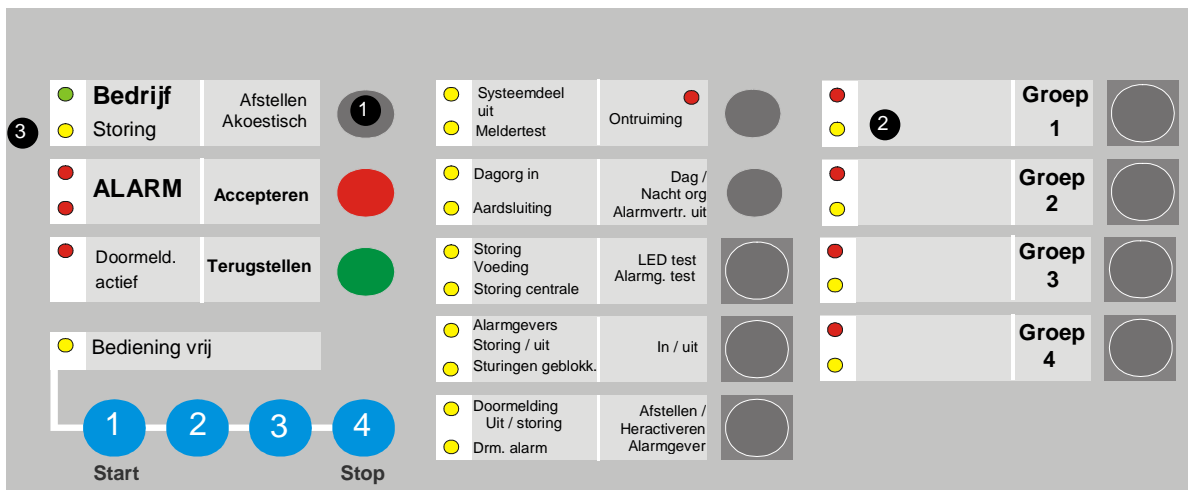 3
Bedrijf
Storing
Afstellen
Akoestisch
1
ALARM
Accepteren
Doormeld.
actief
Terugstellen
Bediening vrij
1
2
3
4
Start
Stop
Systeemdeel
uit
Meldertest
Ontruiming
Dagorg in
Aardsluiting
Dag /
Nacht org
Alarmvertr. uit
Storing
Voeding
Storing centrale
LED test
Alarmg. test
Alarmgevers
Storing / uit
Sturingen geblokk.
In / uit
Doormelding
Uit / storing
Drm. alarm
Afstellen /
Heractiveren
Alarmgever
2
Groep
1
Groep
2
Groep
3
Groep
4